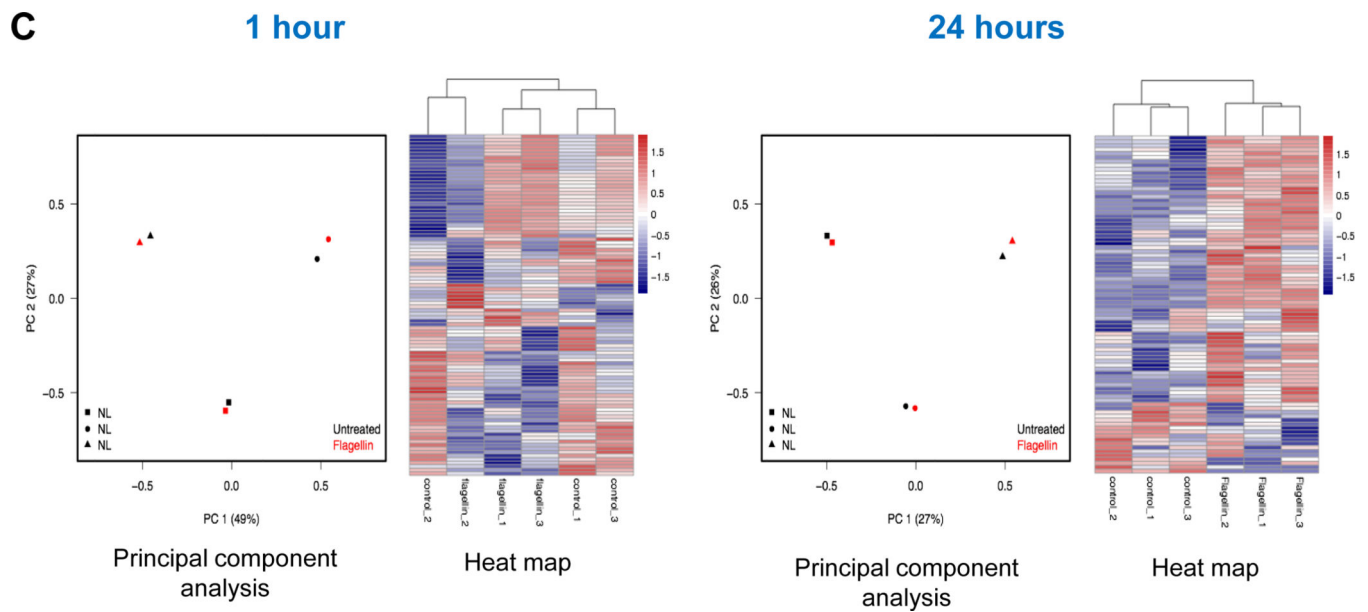 C
1 hour
24 hours
PC 2 (27%)
0.5
0.0
−0.5
NL
NL
NL
Untreated
Flagellin
−0.5
0.0
0.5
PC 1 (49%)
Principal component
analysis
1.5
1
0.5
0
−0.5
−1
−1.5
control_2
flagellin_2
flagellin_1
flagellin_3
control_1
control_3
Heat map
PC 2 (26%)
0.5
0.0
−0.5
NL
NL
NL
Untreated
Flagellin
−0.5
0.0
0.5
PC 1 (27%)
Principal component
analysis
1.5
1
0.5
0
−0.5
−1
−1.5
control_2
control_1
control_3
Flagellin_2
Flagellin_1
Flagellin_3
Heat map